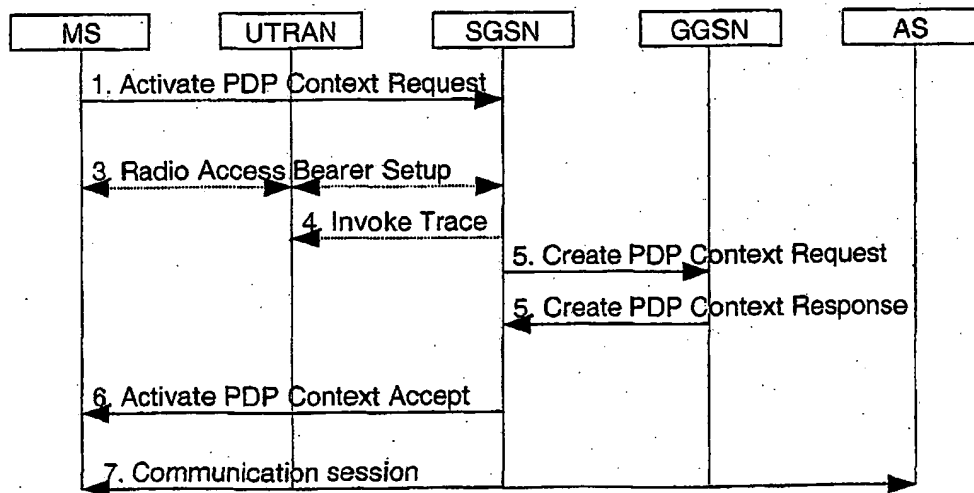 MS UTRAN SGSN GGSN AS
1. Activate PDP Context Request
3. Radio Access Bearer Setup
4. Invoke Trace
5. Create PDP Context Request
5. Create PDP Context Response
6. Activate PDP Context Accept
7. Communication session